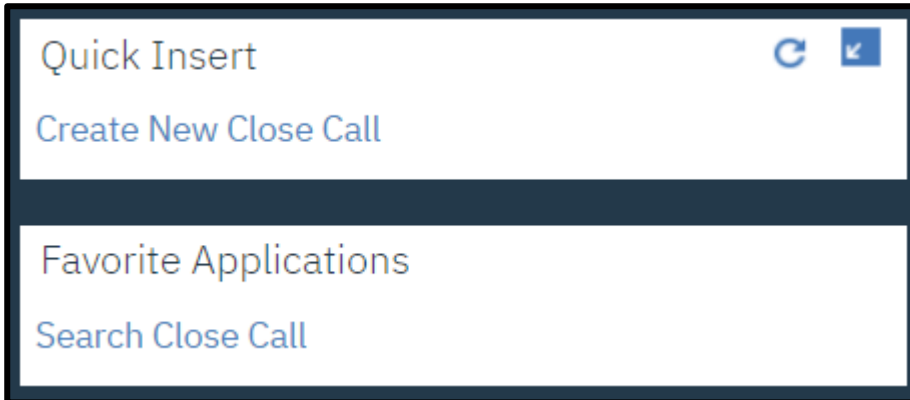 Quick Insert
Create New Close Call
Favorite Applications
Search Close Call